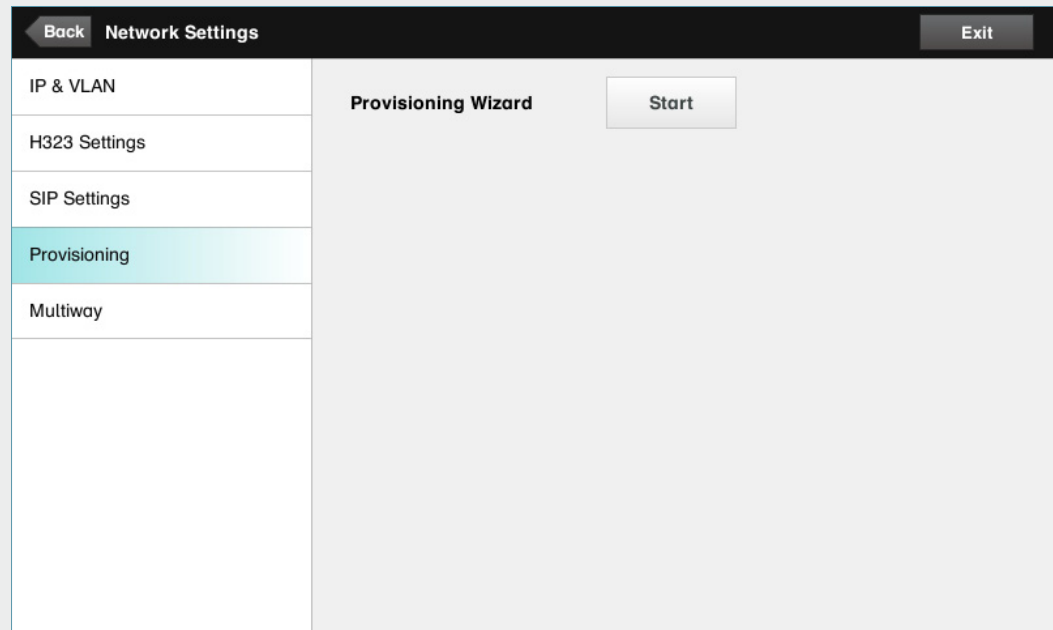 Back Network Settings Exit
IP & VLAN
Provisioning Wizard Start
H323 Settings
SIP Settings
Provisioning
Multiway